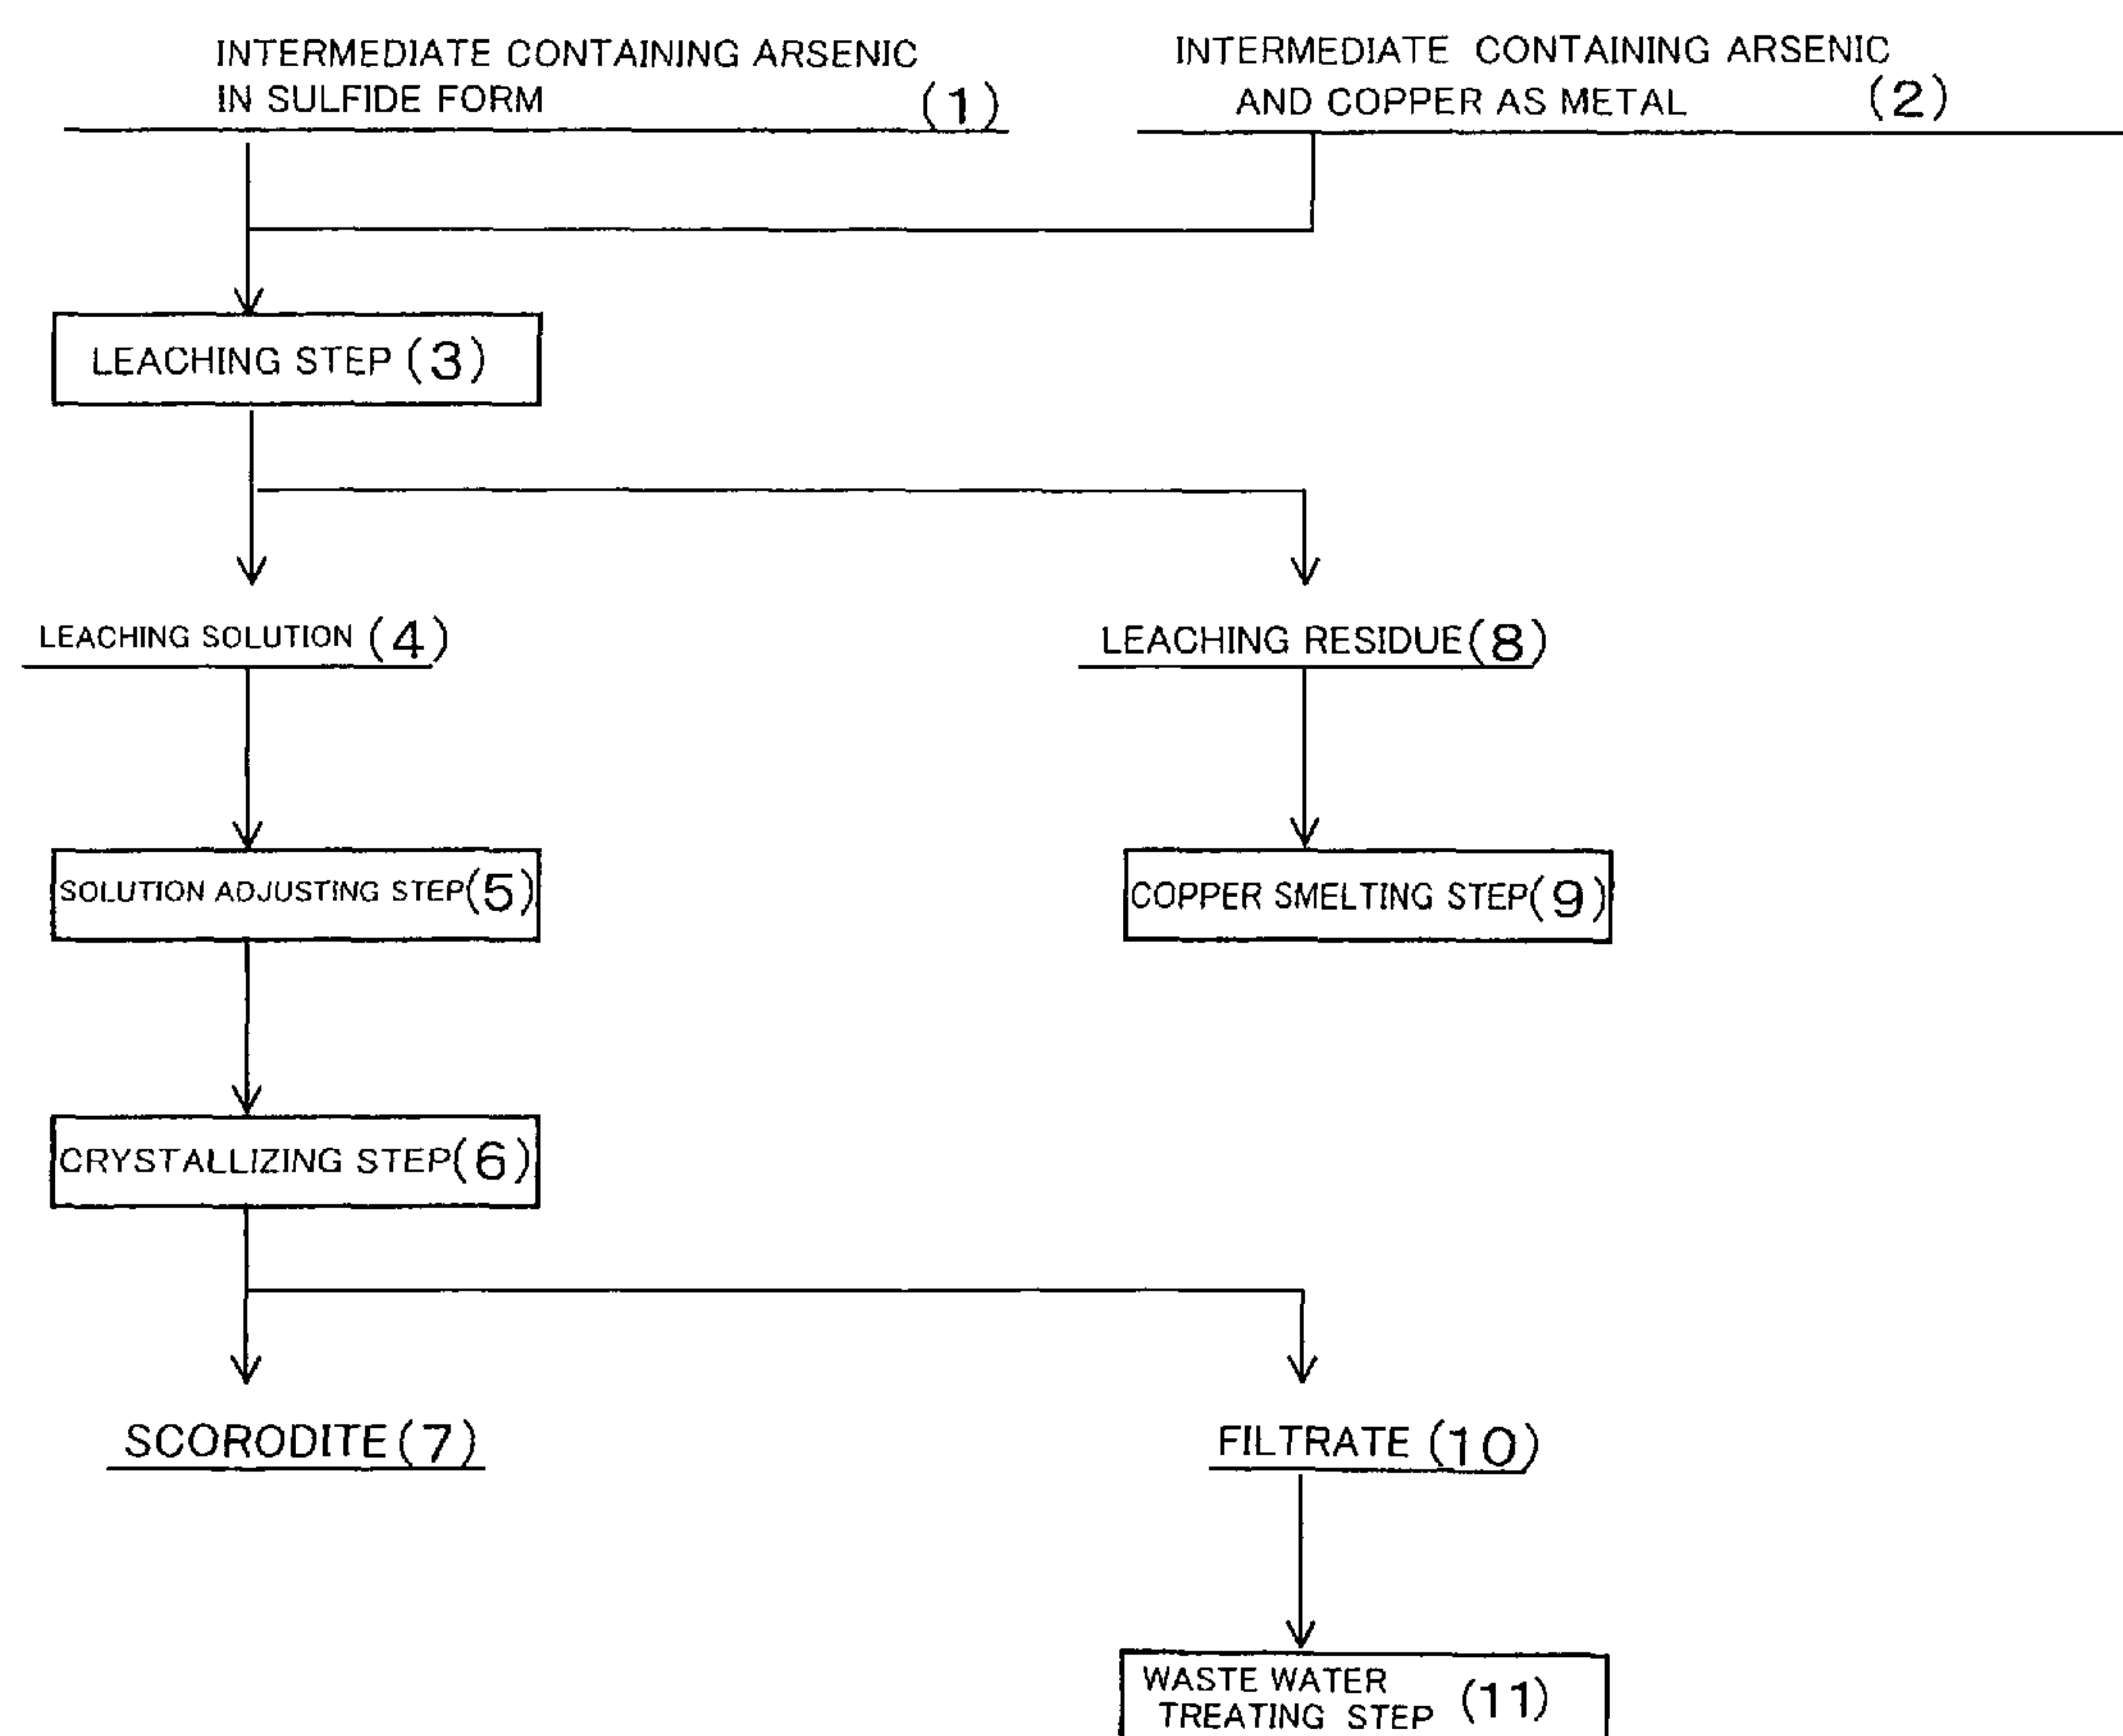 INTERMEDIATE CONTAINING ARSENIC
IN SULFIDE FORM (1)
INTERMEDIATE CONTAINING ARSENIC
AND COPPER AS METAL (2)
LEACHING STEP (3)
LEACHING SOLUTION (4)
LEACHING RESIDUE (8)
SOLUTION ADJUSTING STEP (5)
COPPER SMELTING STEP (9)
CRYSTALLIZING STEP (6)
SCORODITE (7)
FILTRATE (10)
WASTE WATER
TREATING STEP (11)